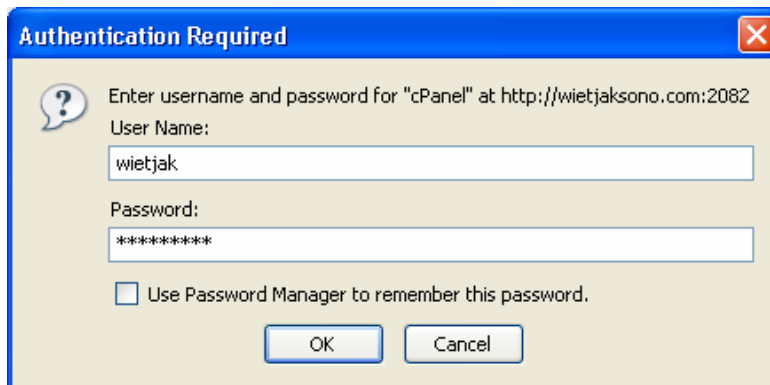 Authentication Required
?
Enter username and password for "cPanel" at http://wietjaksono.com:2082
User Name:
wietjak
Password:
*********
Use Password Manager to remember this password.
OK Cancel